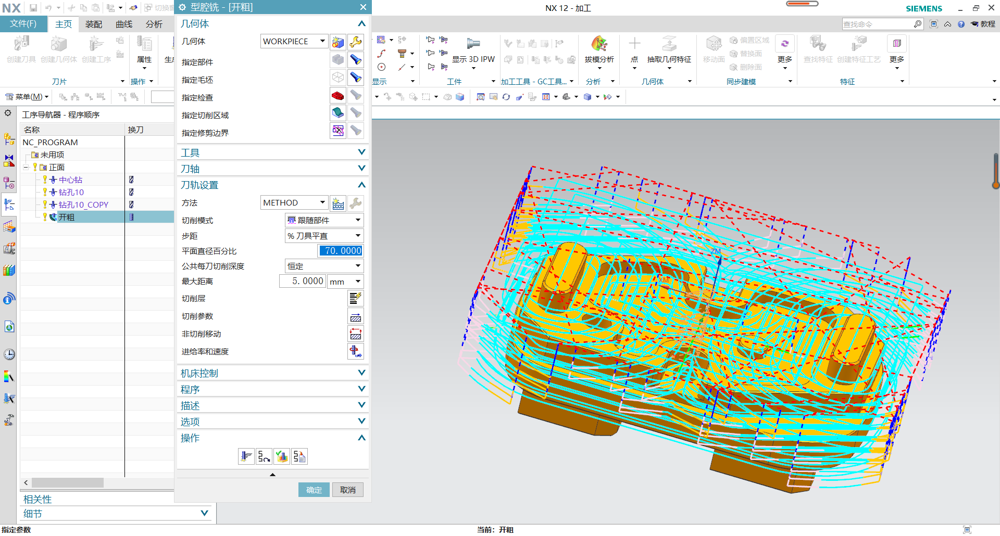 NX
切换窗
型腔铣 - [开粗]
NX 12 - 加工
SIEMENS
文件(F)
主页
装配
曲线
分析
查找命令
教程
创建刀具
创建几何体
创建工序
属性
生成
刀片
操作
显示 3D IPW
拔模分析
点
抽取几何特征
移动面
偏置区域
替换面
删除面
更多
查找特征
创建特征工艺
更多
显示
工件
加工工具 - GC工具...
分析
几何体
同步建模
特征
菜单(M)
工序导航器 - 程序顺序
名称
换刀
NC_PROGRAM
未用项
正面
中心钻
钻孔10
钻孔10_COPY
开粗
相关性
细节
几何体
几何体
WORKPIECE
指定部件
指定毛坯
指定检查
指定切削区域
指定修剪边界
工具
刀轴
刀轨设置
方法
METHOD
切削模式
跟随部件
步距
% 刀具平直
平面直径百分比
70.0000
公共每刀切削深度
恒定
最大距离
5.0000
mm
切削层
切削参数
非切削移动
进给率和速度
机床控制
程序
描述
选项
操作
确定
取消
ZM
XM
指定参数
当前: 开粗